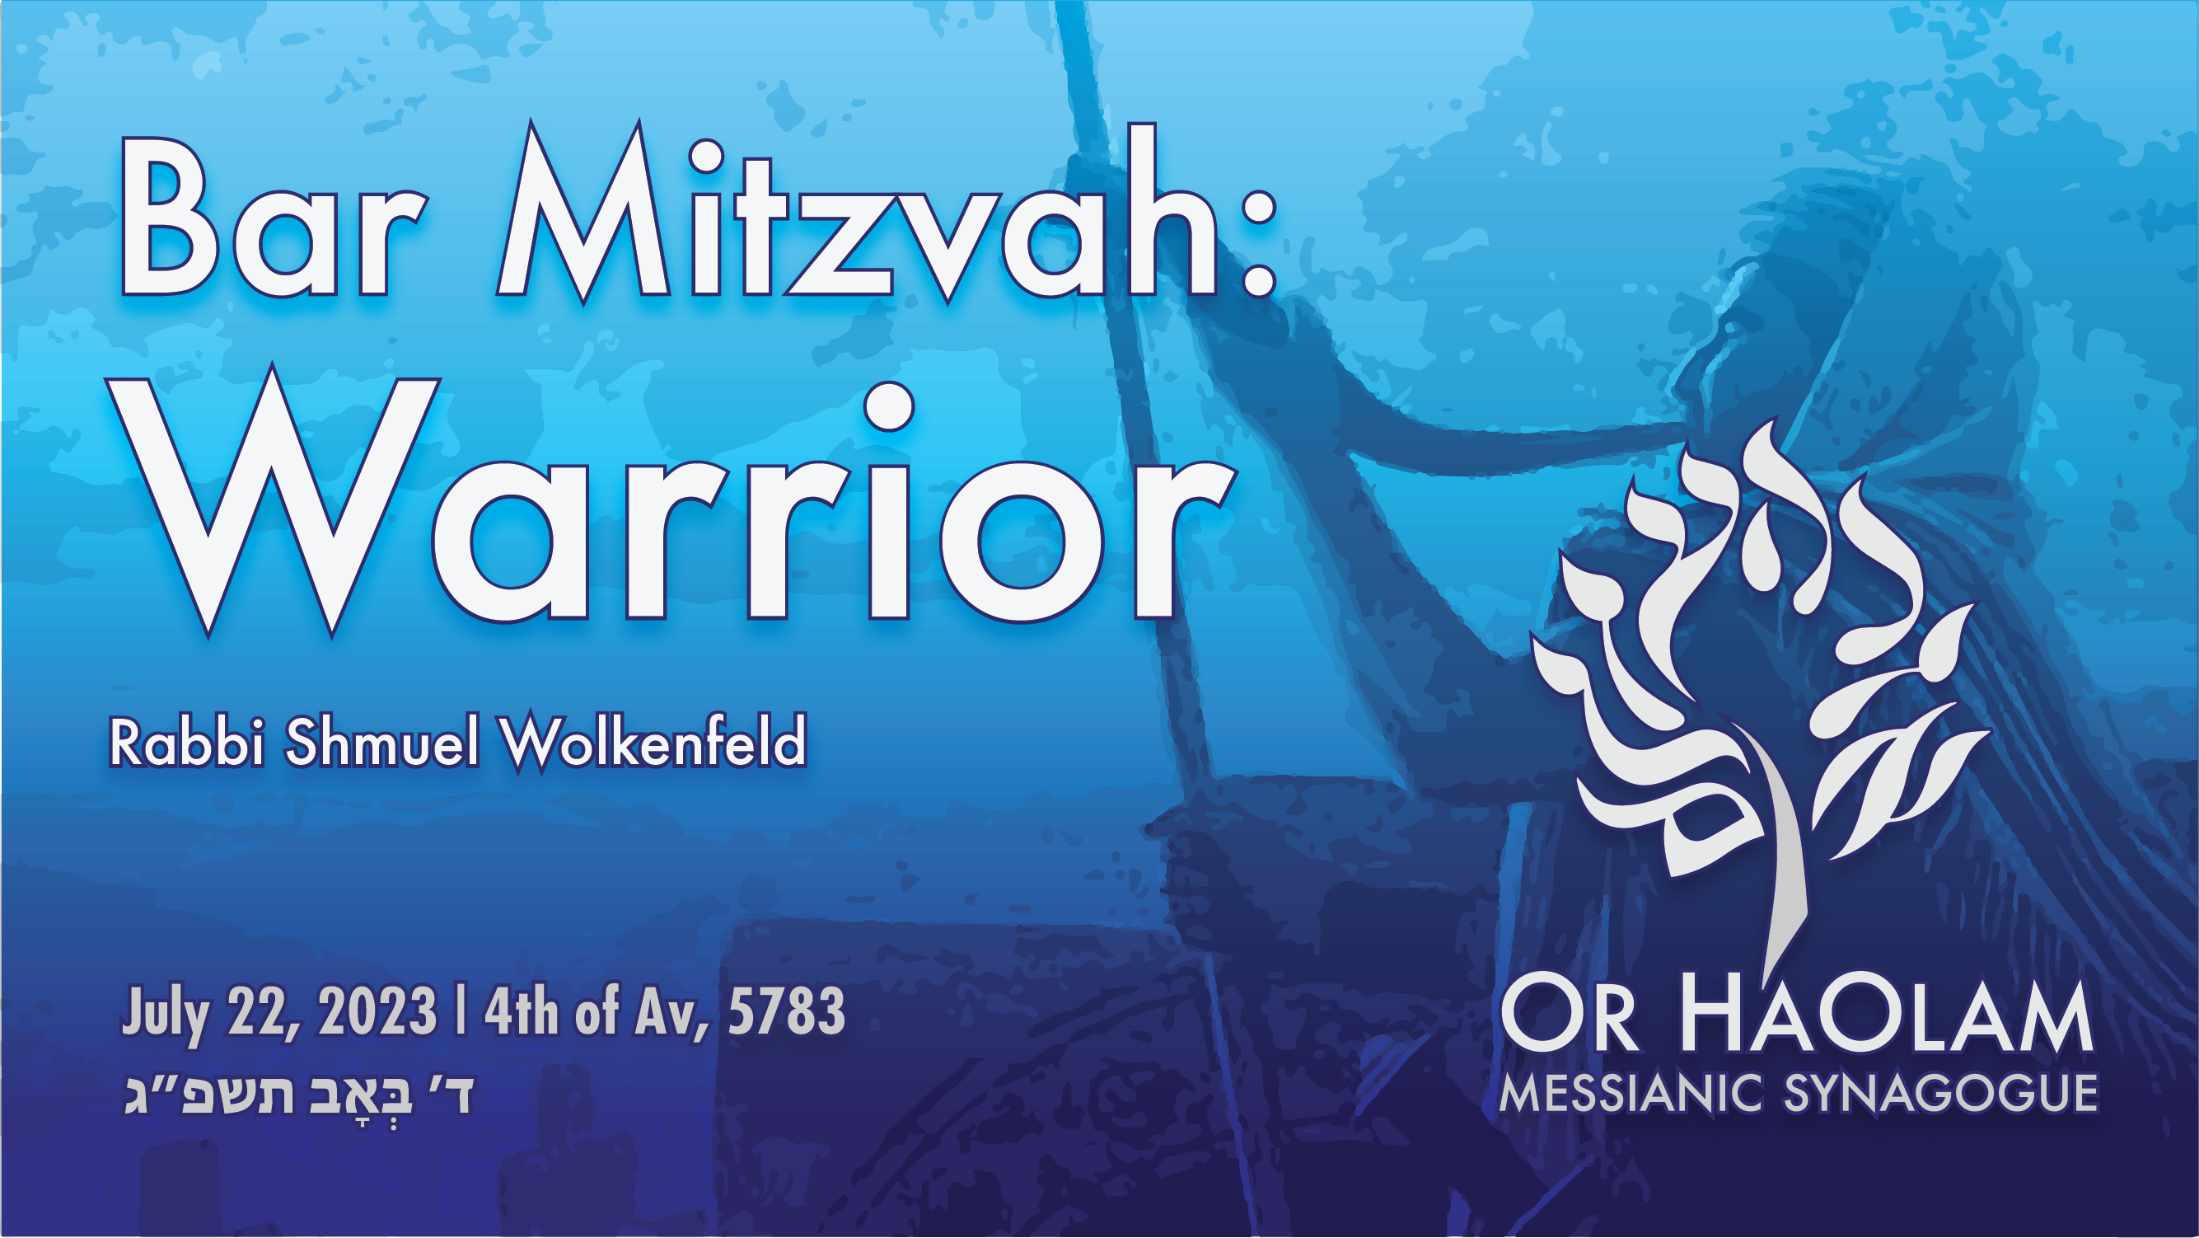 Bar Mitzvah:
Warrior
Rabbi Shmuel Wolkenfeld
July 22, 2023 | 4th of Av, 5783
ד׳ בְּאָב תשפ״ג
OR HAOLAM
MESSIANIC SYNAGOGUE